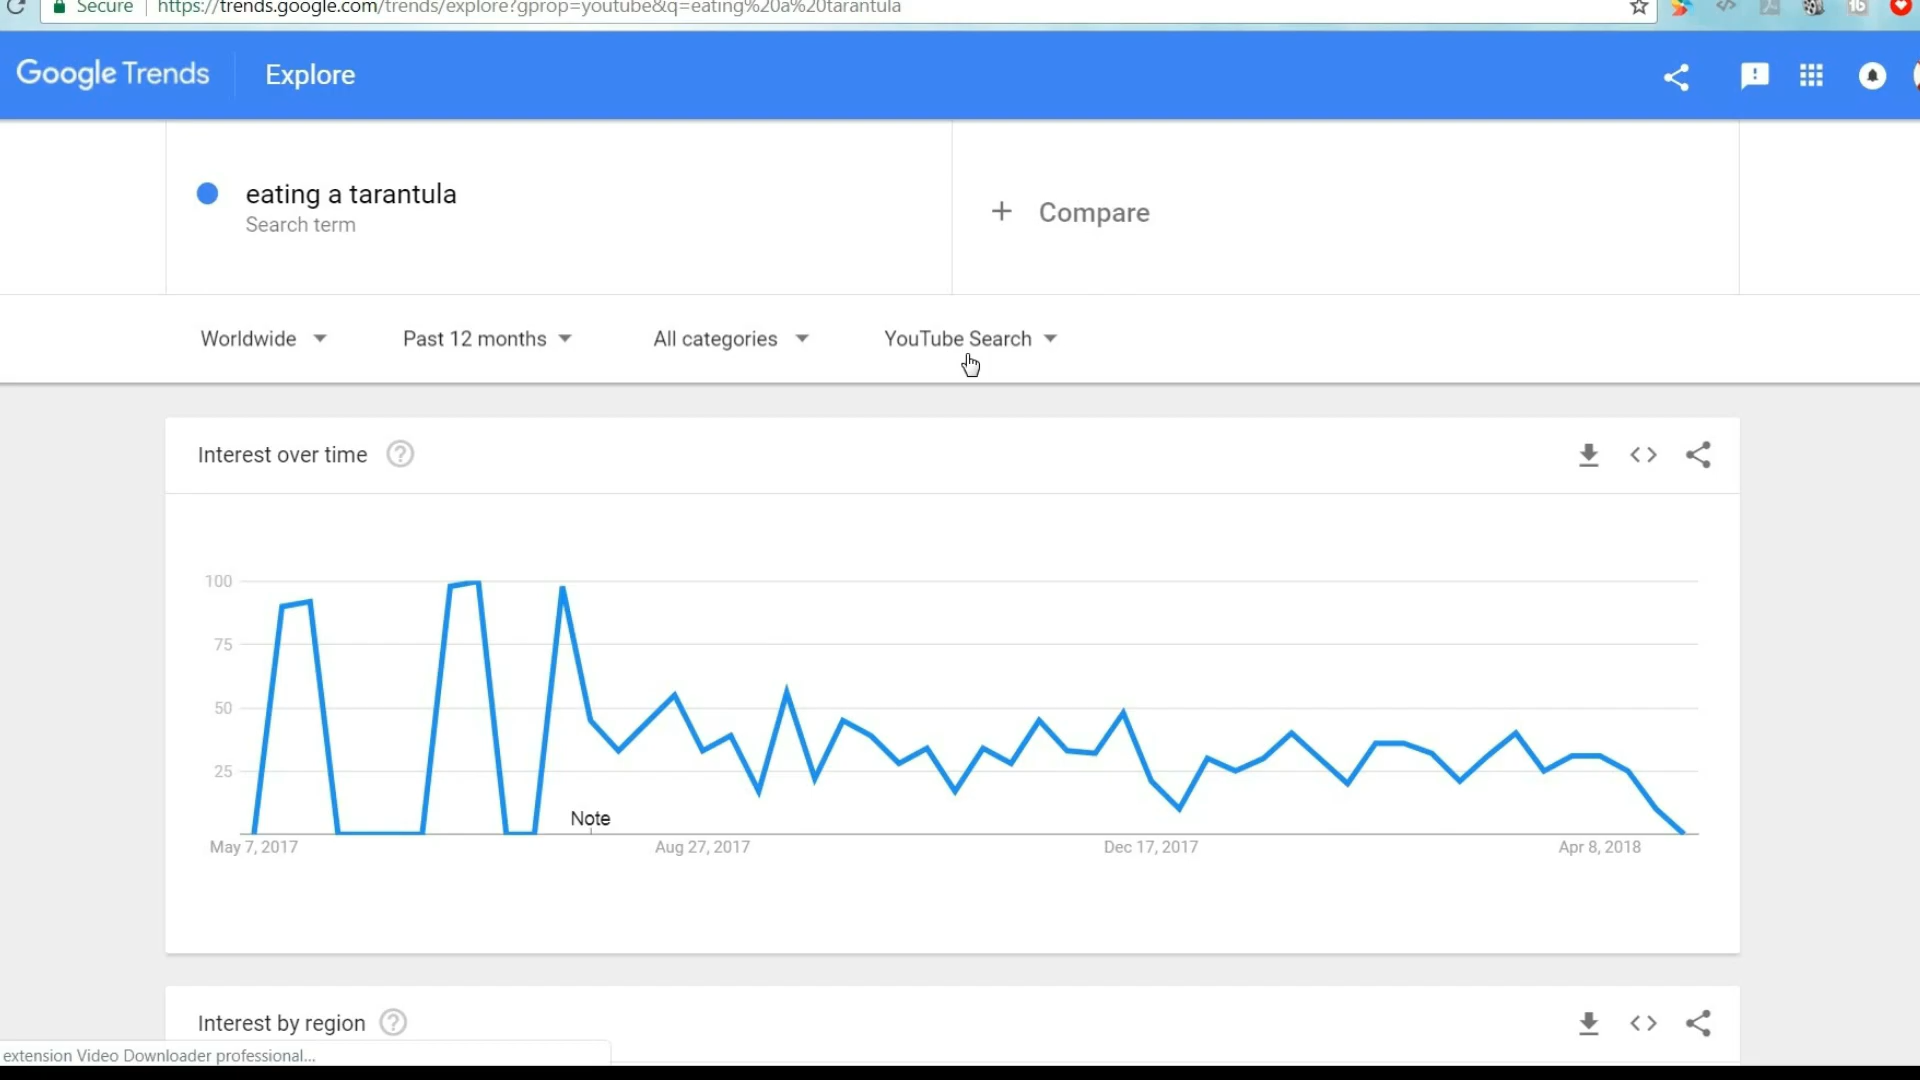 Secure https://trends.google.com/trends/explore?gprop=youtube&q=eating%20a%20tarantula
Google Trends Explore
eating a tarantula
Search term
+ Compare
Worldwide Past 12 months All categories YouTube Search
Interest over time ?
100
75
50
25
Note
May 7, 2017 Aug 27, 2017 Dec 17, 2017 Apr 8, 2018
Interest by region ?
extension Video Downloader professional...